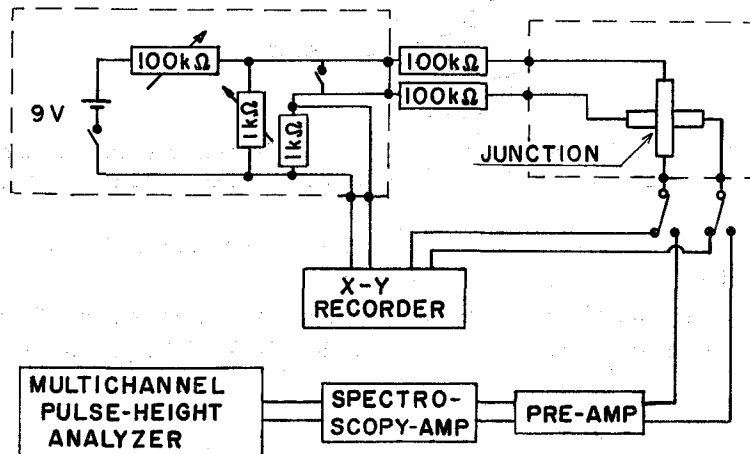 100kΩ
100kΩ
9V
1kΩ
1kΩ
100kΩ
JUNCTION
X-Y
RECORDER
MULTICHANNEL
PULSE-HEIGHT
ANALYZER
SPECTRO-
SCOPY-AMP
PRE-AMP